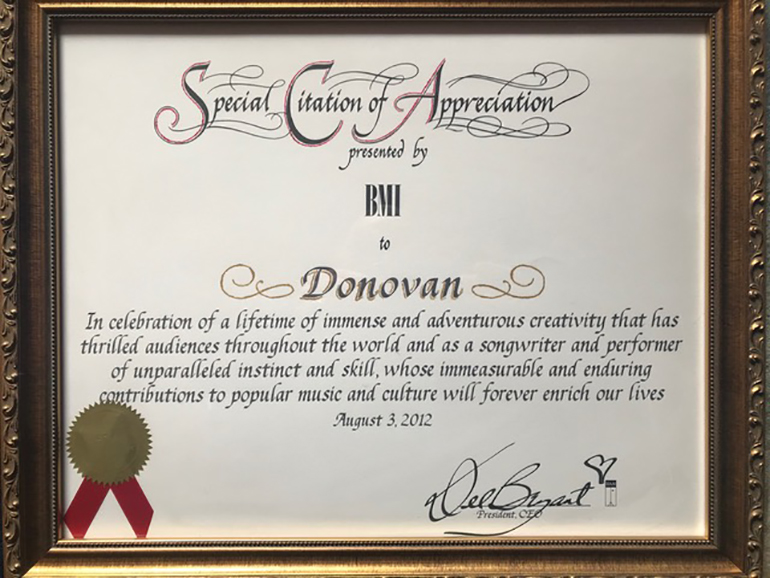 Special Citation of Appreciation
presented by
BMI
to
Donovan
In celebration of a lifetime of immense and adventurous creativity that has
thrilled audiences throughout the world and as a songwriter and performer
of unparalleled instinct and skill, whose immeasurable and enduring
contributions to popular music and culture will forever enrich our lives
August 3, 2012
Del Bryant
President, CEO